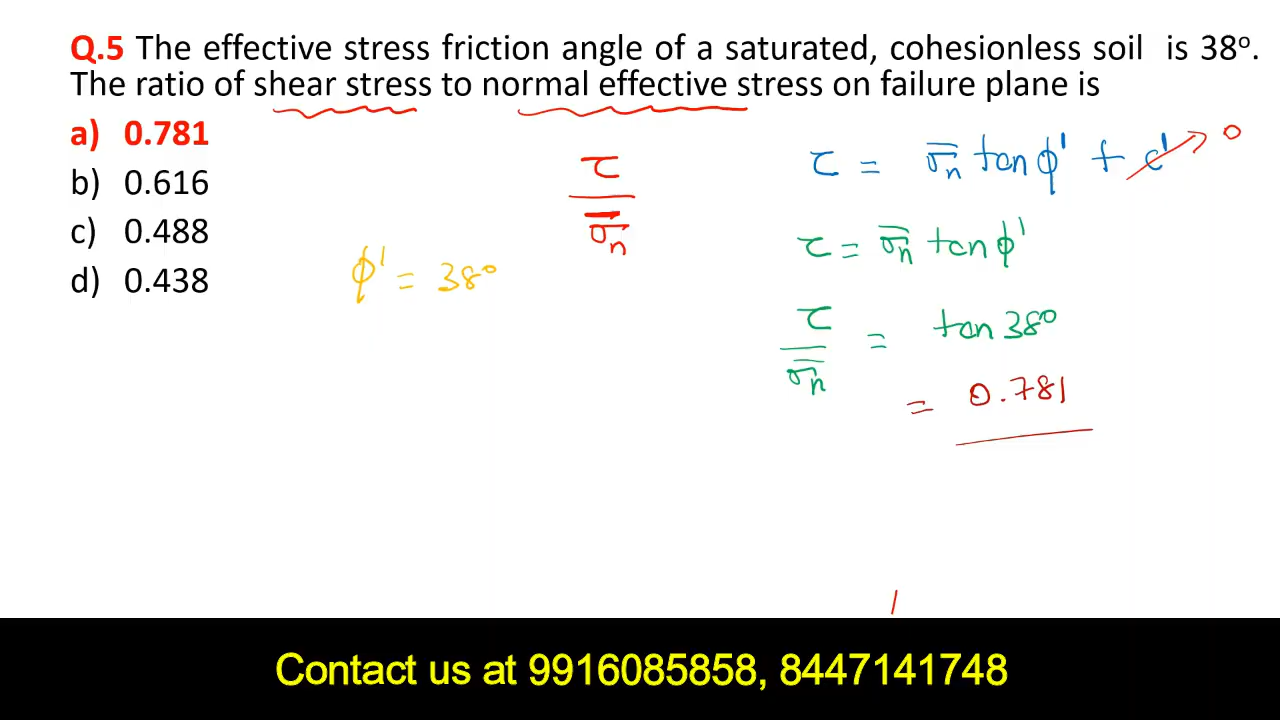 Q.5 The effective stress friction angle of a saturated, cohesionless soil is 38º.
The ratio of shear stress to normal effective stress on failure plane is
a) 0.781
b) 0.616
c) 0.488
d) 0.438
ϕ' = 38°
τ / σ̅n
τ = σ̅n tan ϕ' + c' → 0
τ = σ̅n tan ϕ'
τ / σ̅n = tan 38°
= 0.781
Contact us at 9916085858, 8447141748